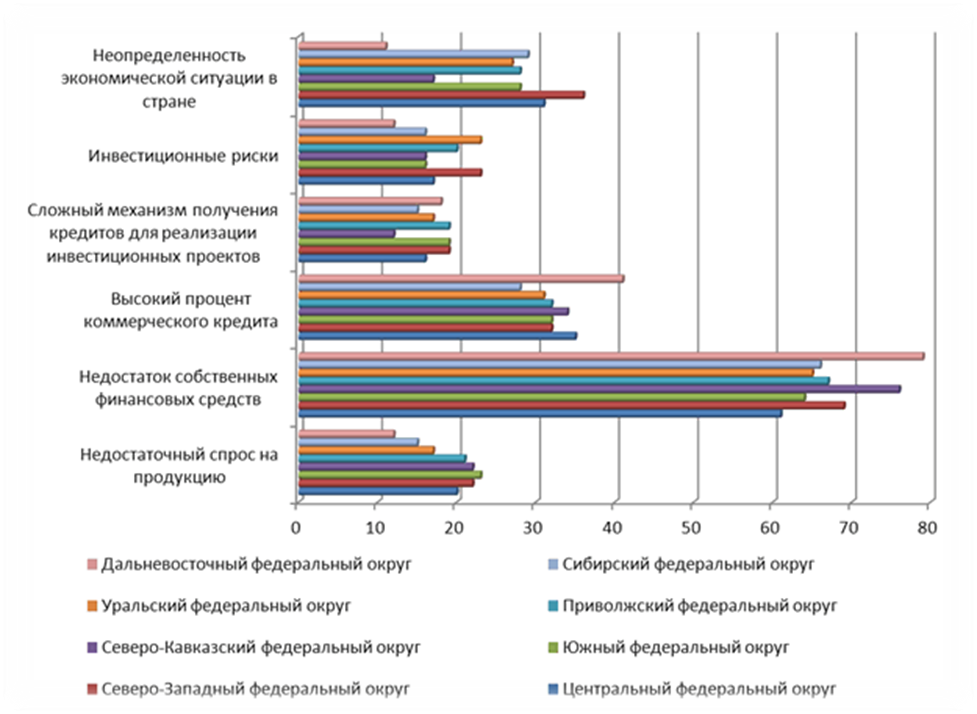 Неопределенность
экономической ситуации в
стране
Инвестиционные риски
Сложный механизм получения
кредитов для реализации
инвестиционных проектов
Высокий процент
коммерческого кредита
Недостаток собственных
финансовых средств
Недостаточный спрос на
продукцию
0 10 20 30 40 50 60 70 80
Дальневосточный федеральный округ Сибирский федеральный округ
Уральский федеральный округ Приволжский федеральный округ
Северо-Кавказский федеральный округ Южный федеральный округ
Северо-Западный федеральный округ Центральный федеральный округ